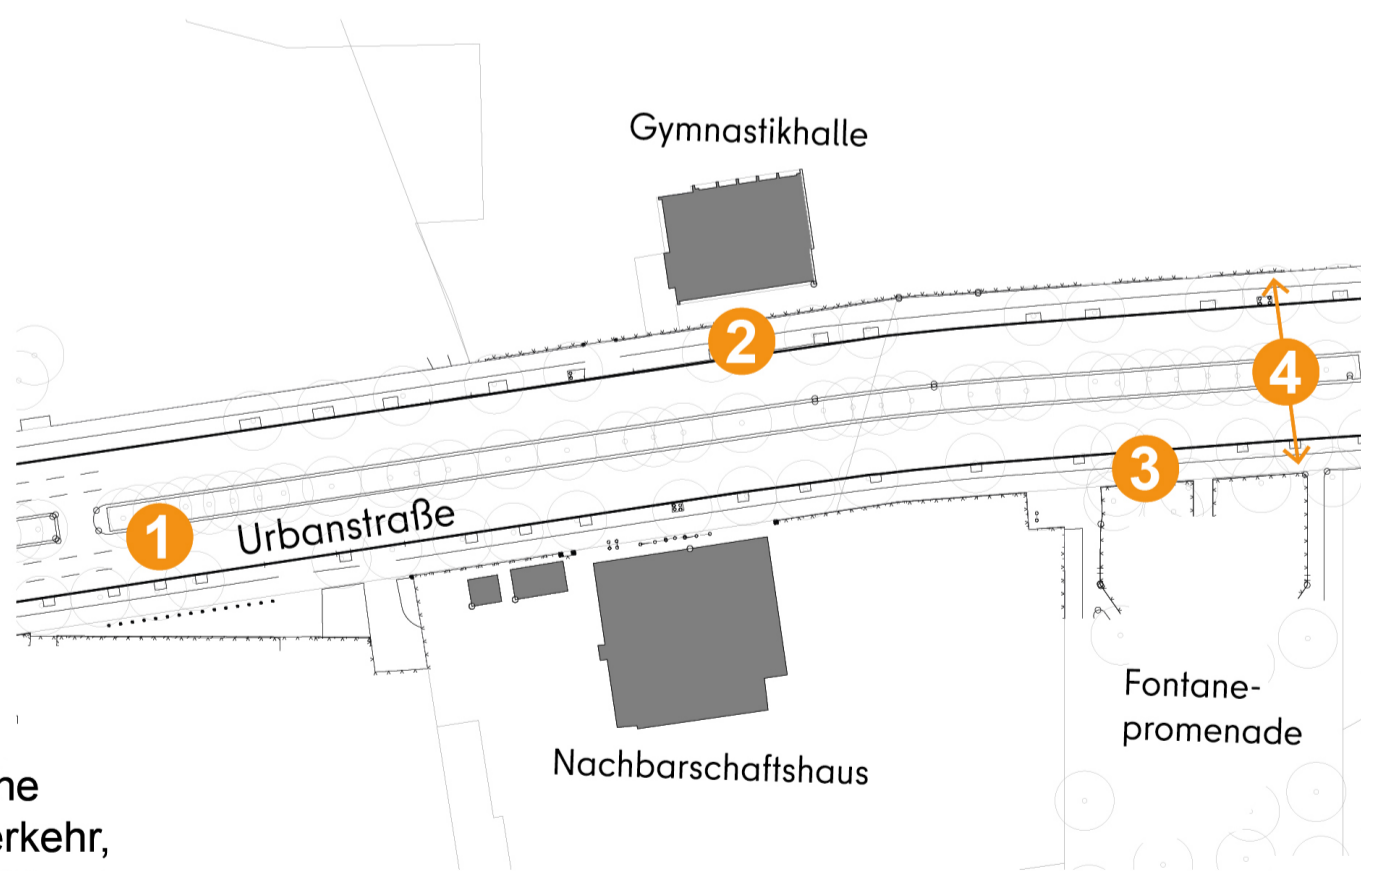 Gymnastikhalle
2
4
3
1
Urbanstraße
Fontane-
promenade
Nachbarschaftshaus
ne
erkehr,